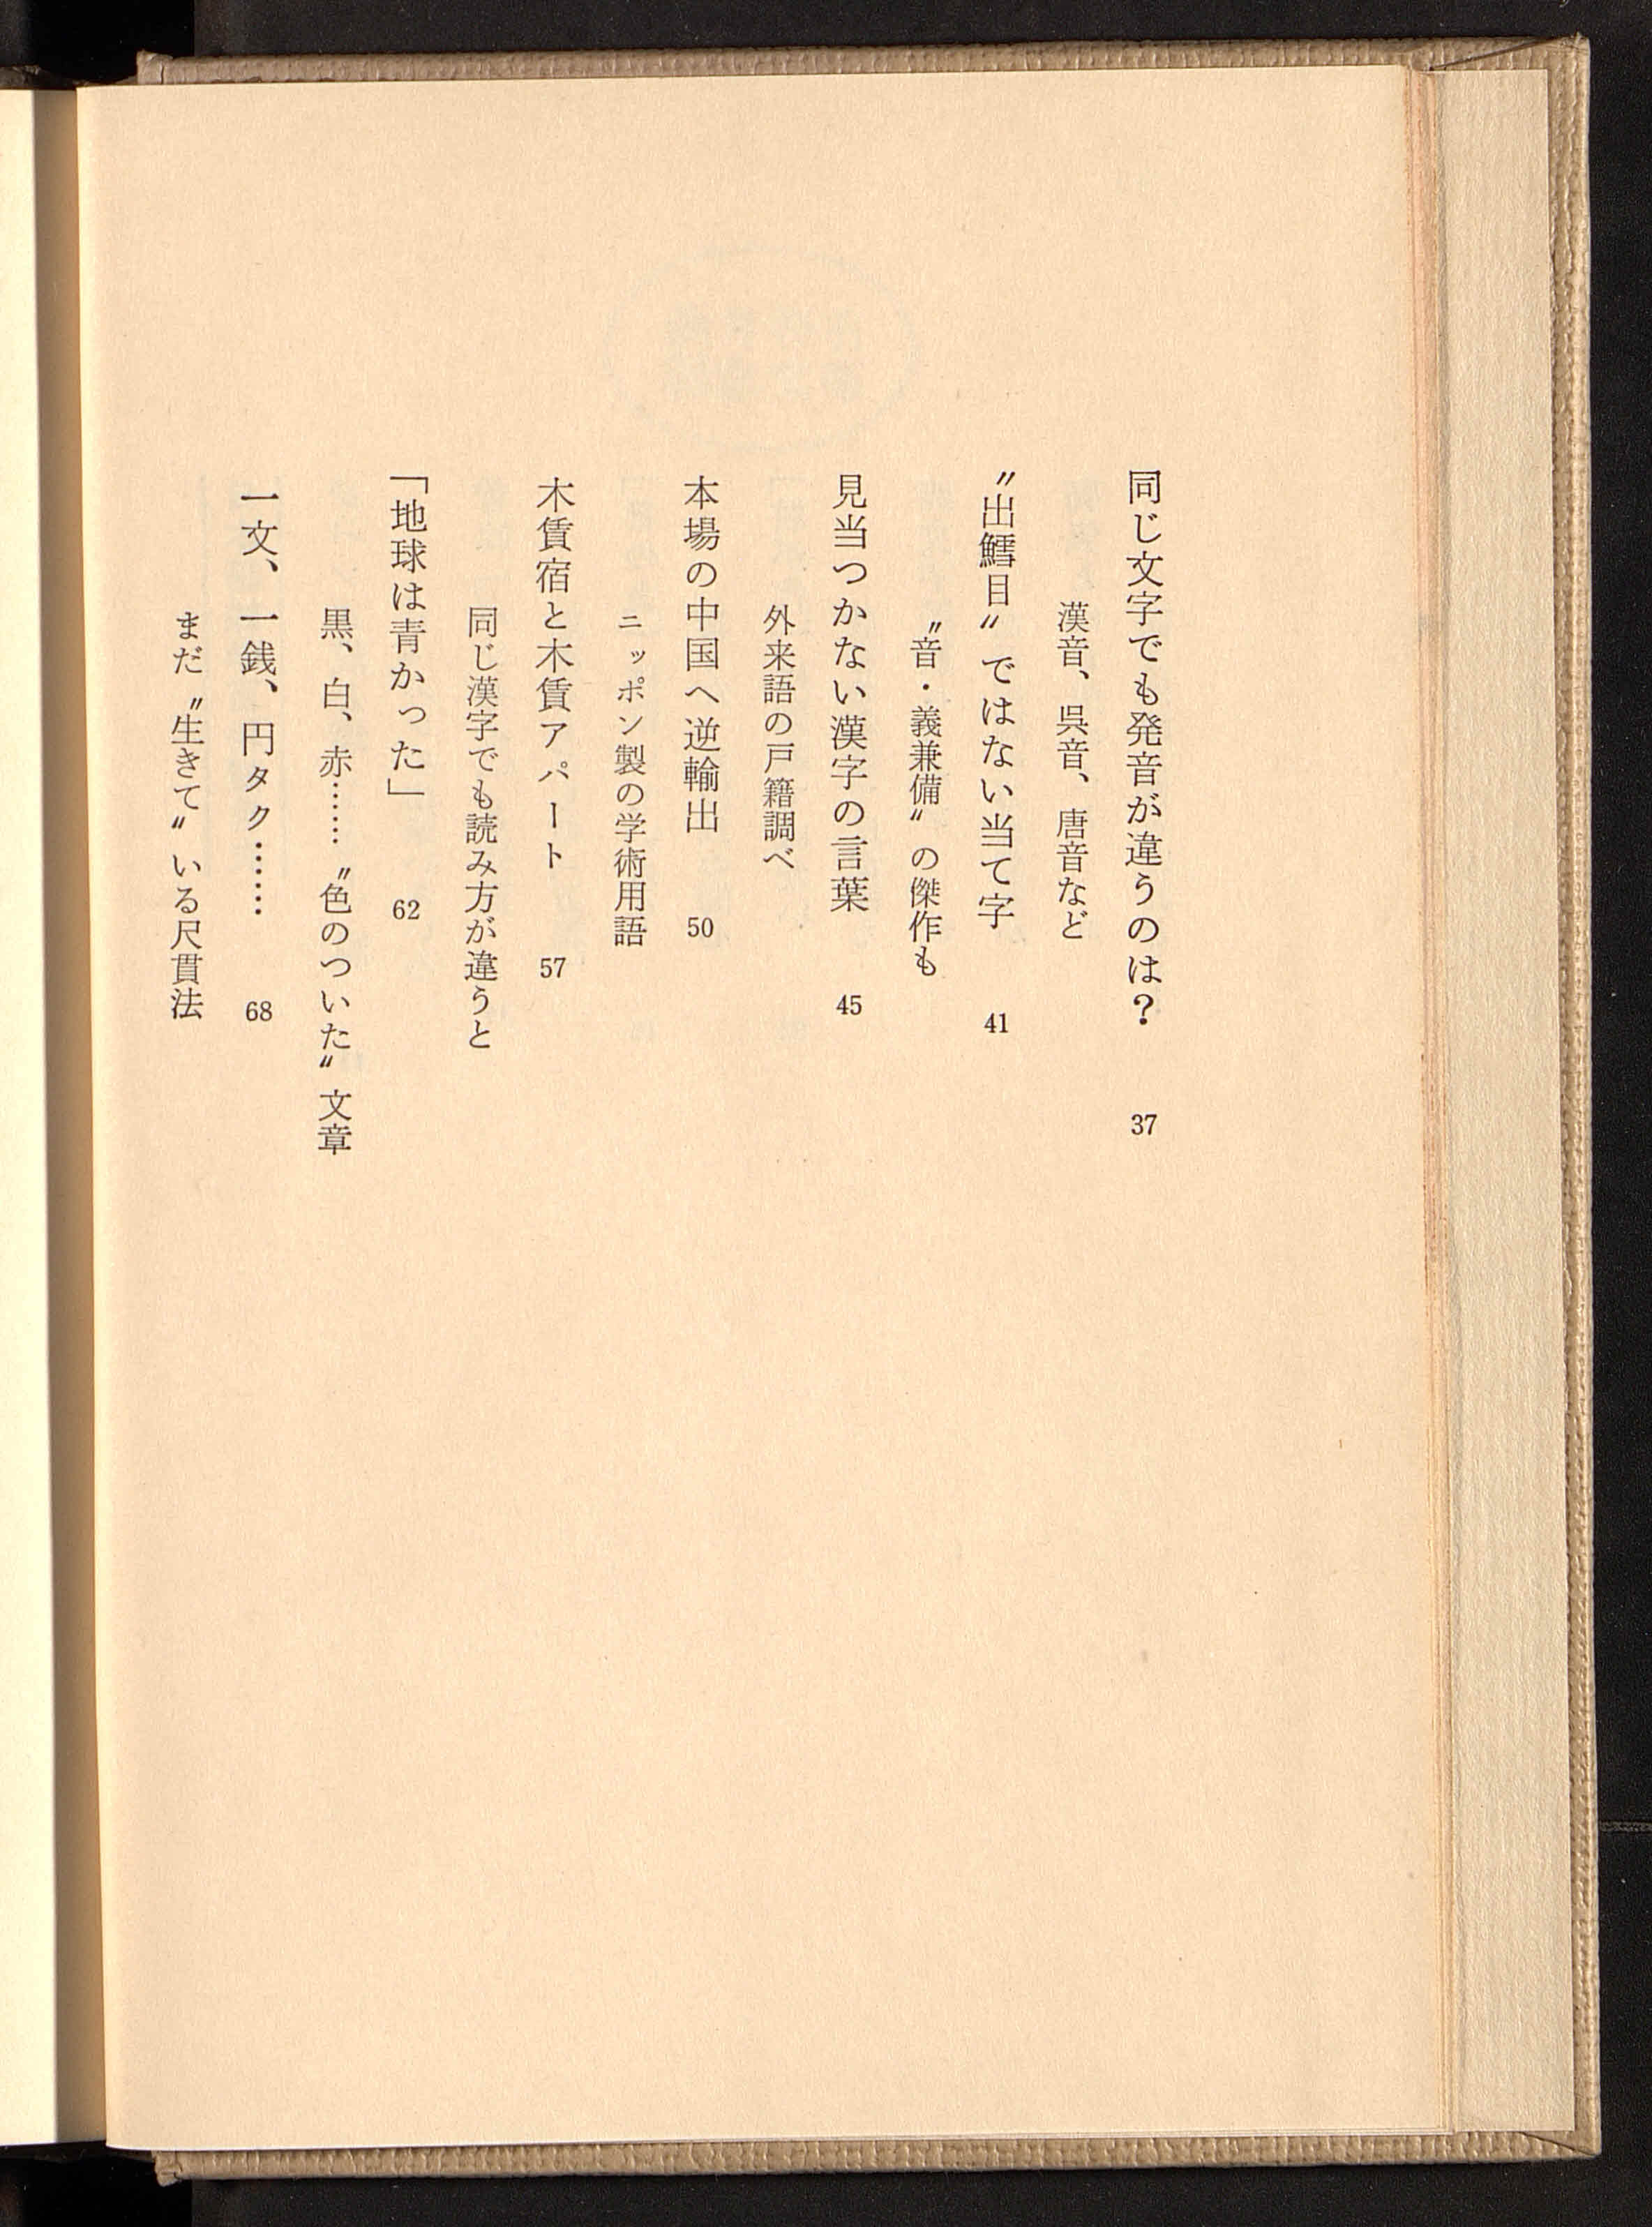 同じ文字でも発音が違うのは? 37
漢音、呉音、唐音など
〝出鱈目〟ではない当て字 41
〝音・義兼備〟の傑作も
見当つかない漢字の言葉 45
外来語の戸籍調べ
本場の中国へ逆輸出 50
ニッポン製の学術用語
木賃宿と木賃アパート 57
同じ漢字でも読み方が違うと
「地球は青かった」 62
黒、白、赤……〝色のついた〟文章
一文、一銭、円タク…… 68
まだ〝生きて〟いる尺貫法